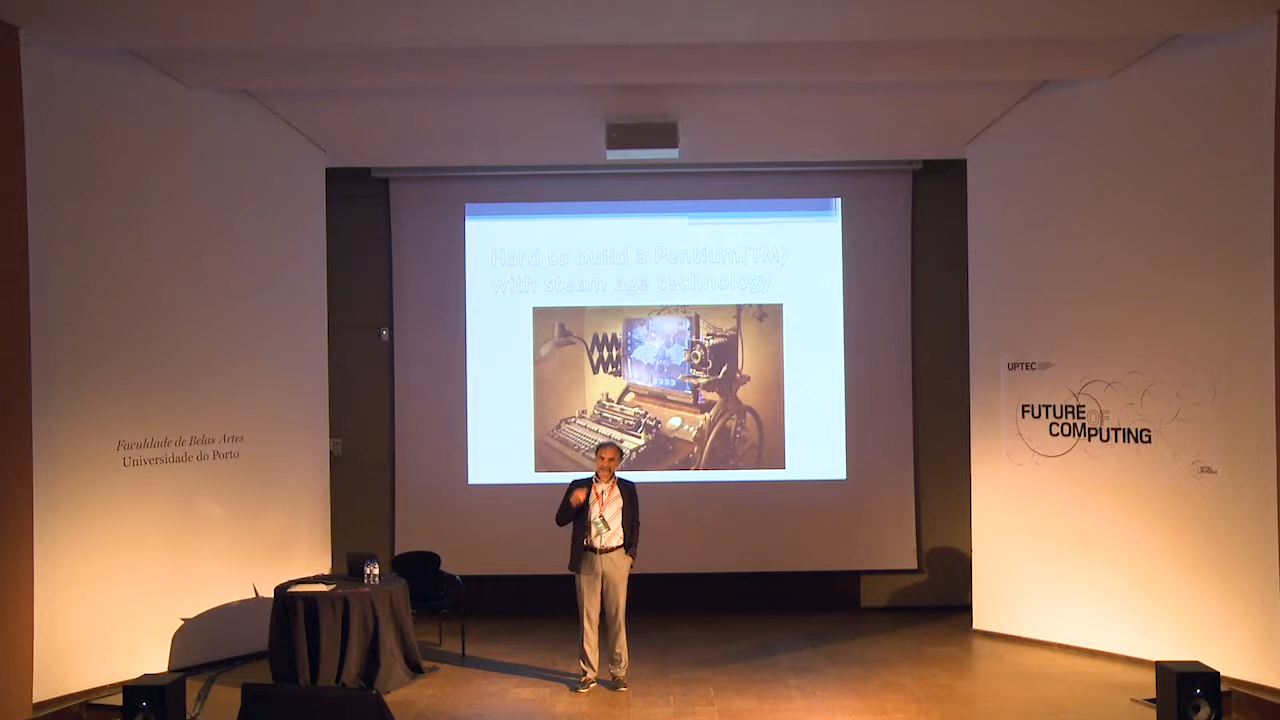 Hard to build a Pentium(TM)
with steam age technology
Faculdade de Belas Artes
Universidade do Porto
UPTEC
FUTURE OF
COMPUTING